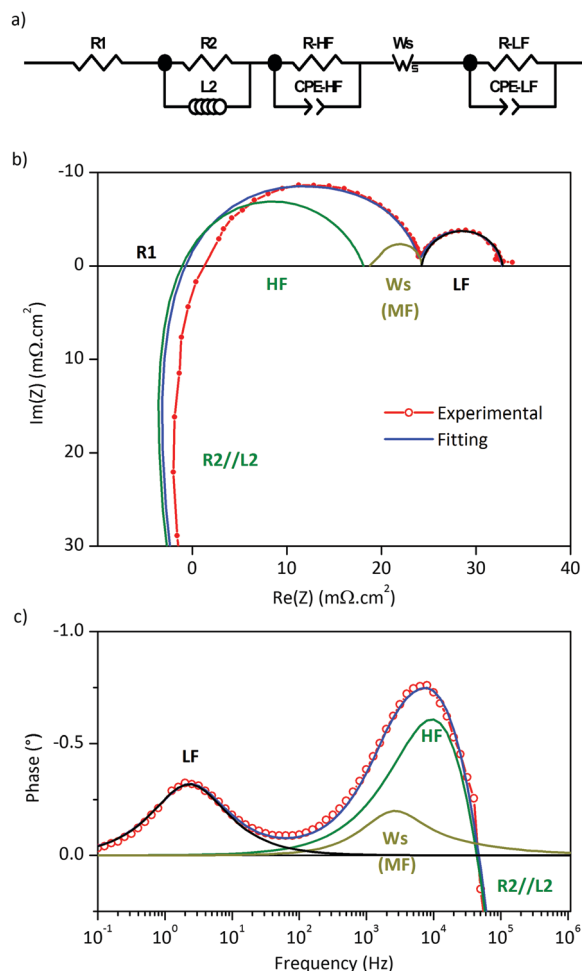 a)
R1 R2 R-HF Ws R-LF
L2 CPE-HF S CPE-LF
b)
-10
0
10
20
30
Im(Z) (mΩ.cm²)
R1
HF
Ws
(MF)
LF
R2//L2
Experimental
Fitting
0 10 20 30 40
Re(Z) (mΩ.cm²)
c)
-1.0
-0.5
0.0
Phase (°)
LF
HF
Ws
(MF)
R2//L2
10⁻¹ 10⁰ 10¹ 10² 10³ 10⁴ 10⁵ 10⁶
Frequency (Hz)